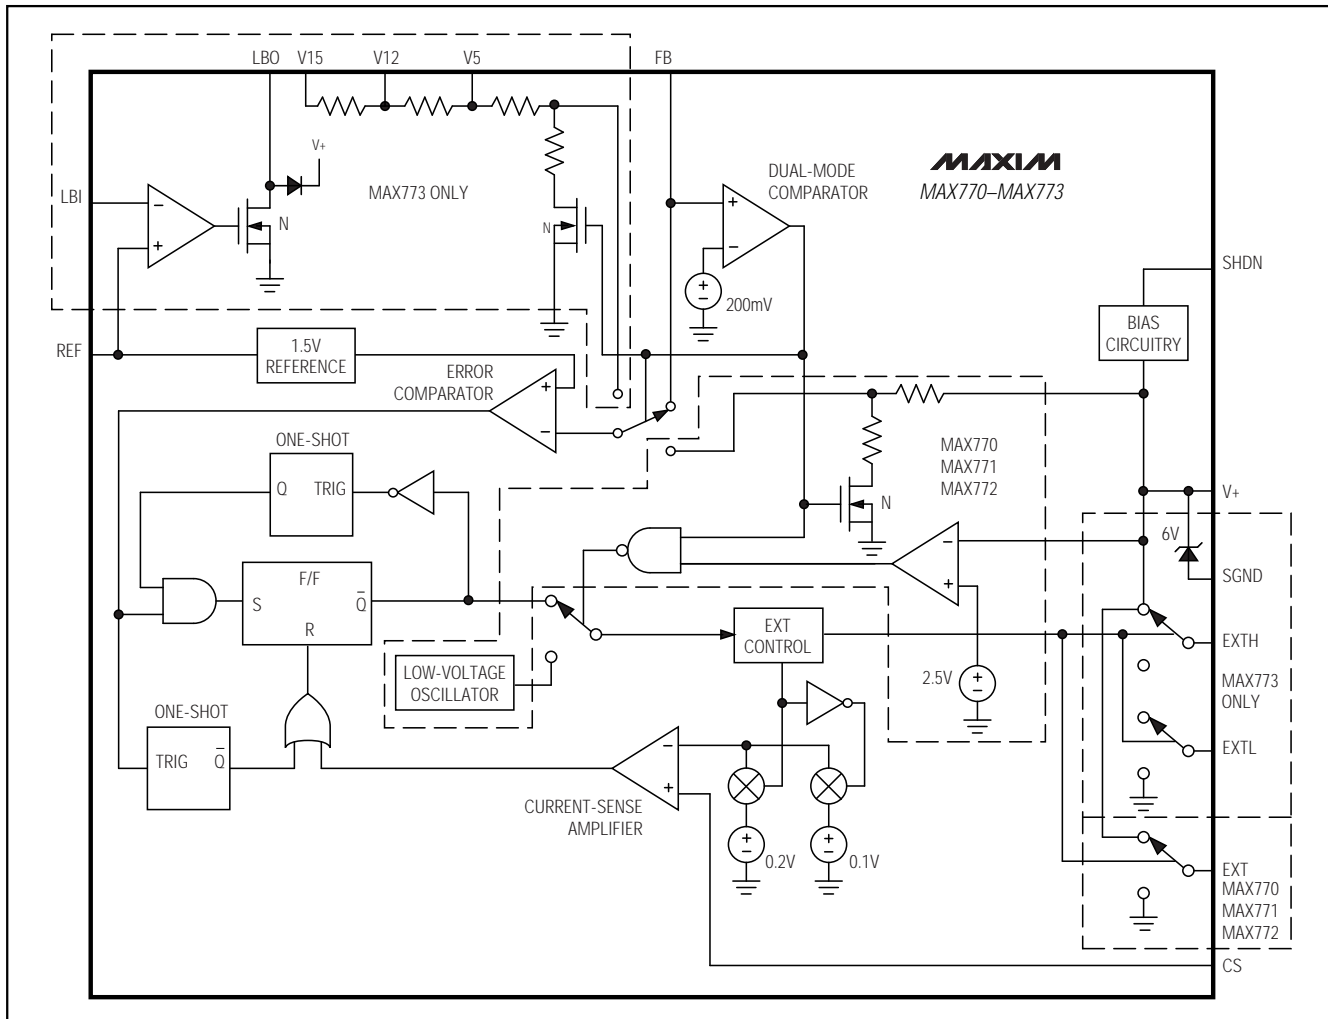 LBO V15 V12 V5 FB
V+
LBI
−
+
N
MAX773 ONLY
N
DUAL-MODE
COMPARATOR
+
−
+
−
200mV
MAXIM
MAX770–MAX773
SHDN
BIAS
CIRCUITRY
REF
1.5V
REFERENCE
ERROR
COMPARATOR
+
−
MAX770
MAX771
MAX772
N
V+
ONE-SHOT
Q TRIG
6V
SGND
−
+
F/F
S Q
R
EXT
CONTROL
EXTH
LOW-VOLTAGE
OSCILLATOR
2.5V
+
−
MAX773
ONLY
ONE-SHOT
TRIG Q
EXTL
−
+
CURRENT-SENSE
AMPLIFIER
+
−
0.2V
+
−
0.1V
EXT
MAX770
MAX771
MAX772
CS